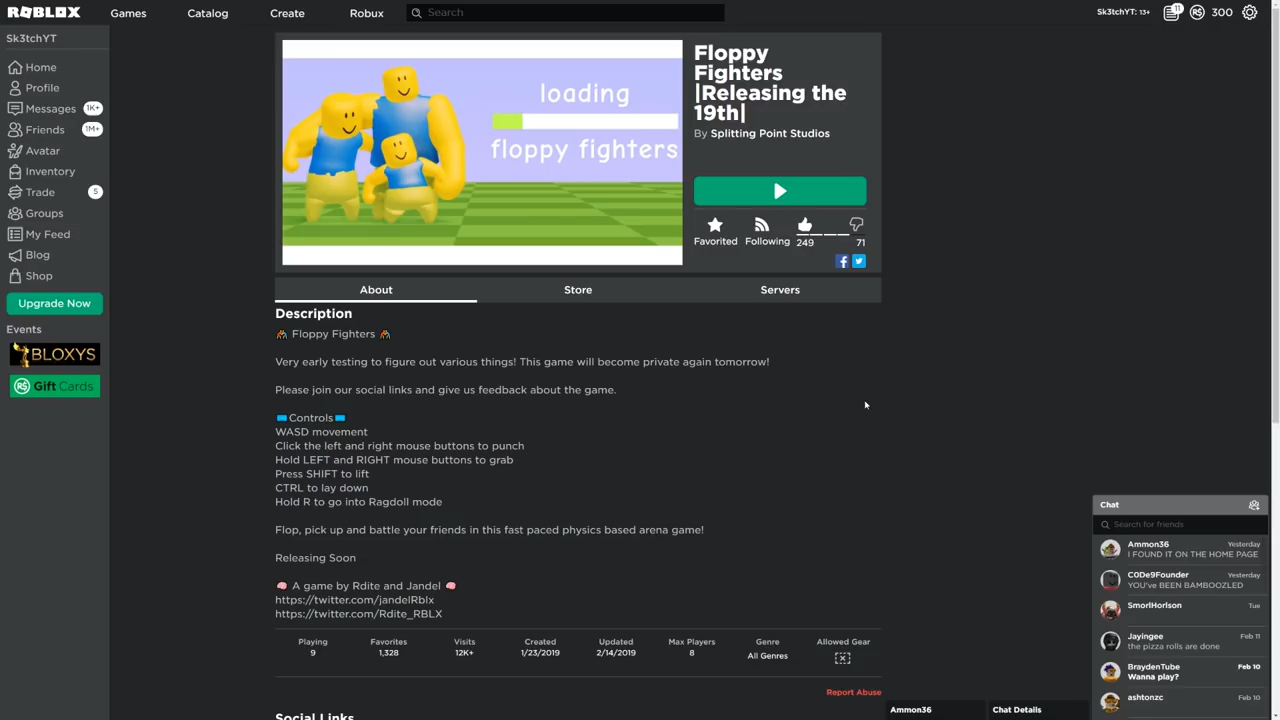 ROBLOX
Games
Catalog
Create
Robux
Search
Sk3tchYT: 13+
11
300
Sk3tchYT
Home
Profile
Messages
1K+
Friends
1M+
Avatar
Inventory
Trade
5
Groups
My Feed
Blog
Shop
Upgrade Now
Events
BLOXYS
Gift Cards
loading
floppy fighters
Floppy
Fighters
|Releasing the
19th|
By Splitting Point Studios
Favorited
Following
249
71
About
Store
Servers
Description
Floppy Fighters
Very early testing to figure out various things! This game will become private again tomorrow!
Please join our social links and give us feedback about the game.
Controls
WASD movement
Click the left and right mouse buttons to punch
Hold LEFT and RIGHT mouse buttons to grab
Press SHIFT to lift
CTRL to lay down
Hold R to go into Ragdoll mode
Flop, pick up and battle your friends in this fast paced physics based arena game!
Releasing Soon
A game by Rdite and Jandel
https://twitter.com/jandelRblx
https://twitter.com/Rdite_RBLX
Playing Favorites Visits Created Updated Max Players Genre Allowed Gear
9 1,328 12K+ 1/23/2019 2/14/2019 8 All Genres
Report Abuse
Social Links
Chat
Search for friends
Ammon36 Yesterday
I FOUND IT ON THE HOME PAGE
C0De9Founder Yesterday
YOU'vE BEEN BAMBOOZLED
SmorlHorlson Tue
Jayingee Feb 11
the pizza rolls are done
BraydenTube Feb 10
Wanna play?
ashtonzc Feb 10
Ammon36
Chat Details